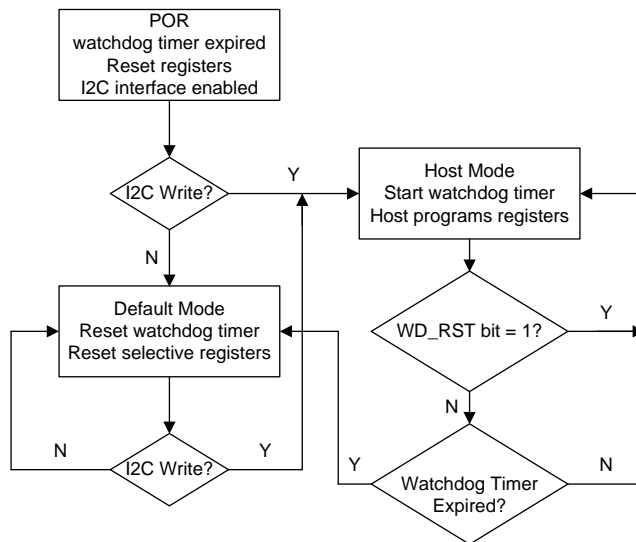 POR
watchdog timer expired
Reset registers
I2C interface enabled
I2C Write?
Y
N
Host Mode
Start watchdog timer
Host programs registers
Default Mode
Reset watchdog timer
Reset selective registers
WD_RST bit = 1?
Y
N
I2C Write?
N
Y
Watchdog Timer
Expired?
Y
N